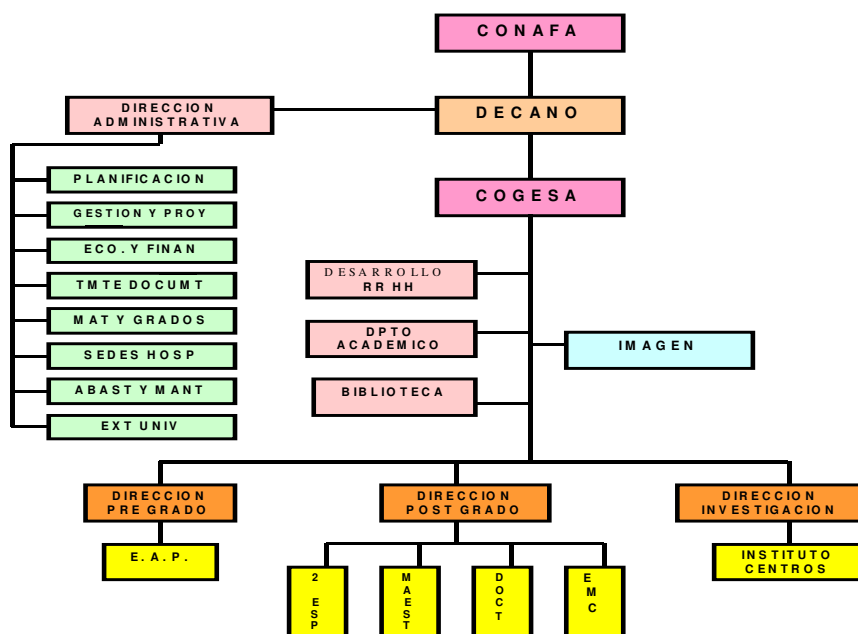 CONAFA
DIRECCION
ADMINISTRATIVA
DECANO
PLANIFICACION
COGESA
GESTION Y PROY
ECO. Y FINAN
DESARROLLO
RR HH
TMTE DOCUMT
MAT Y GRADOS
DPTO
ACADEMICO
IMAGEN
SEDES HOSP
ABAST Y MANT
BIBLIOTECA
EXT UNIV
DIRECCION
PRE GRADO
DIRECCION
POST GRADO
DIRECCION
INVESTIGACION
E. A. P.
INSTITUTO
CENTROS
2 ESP
MAEST
DOCT
EMC